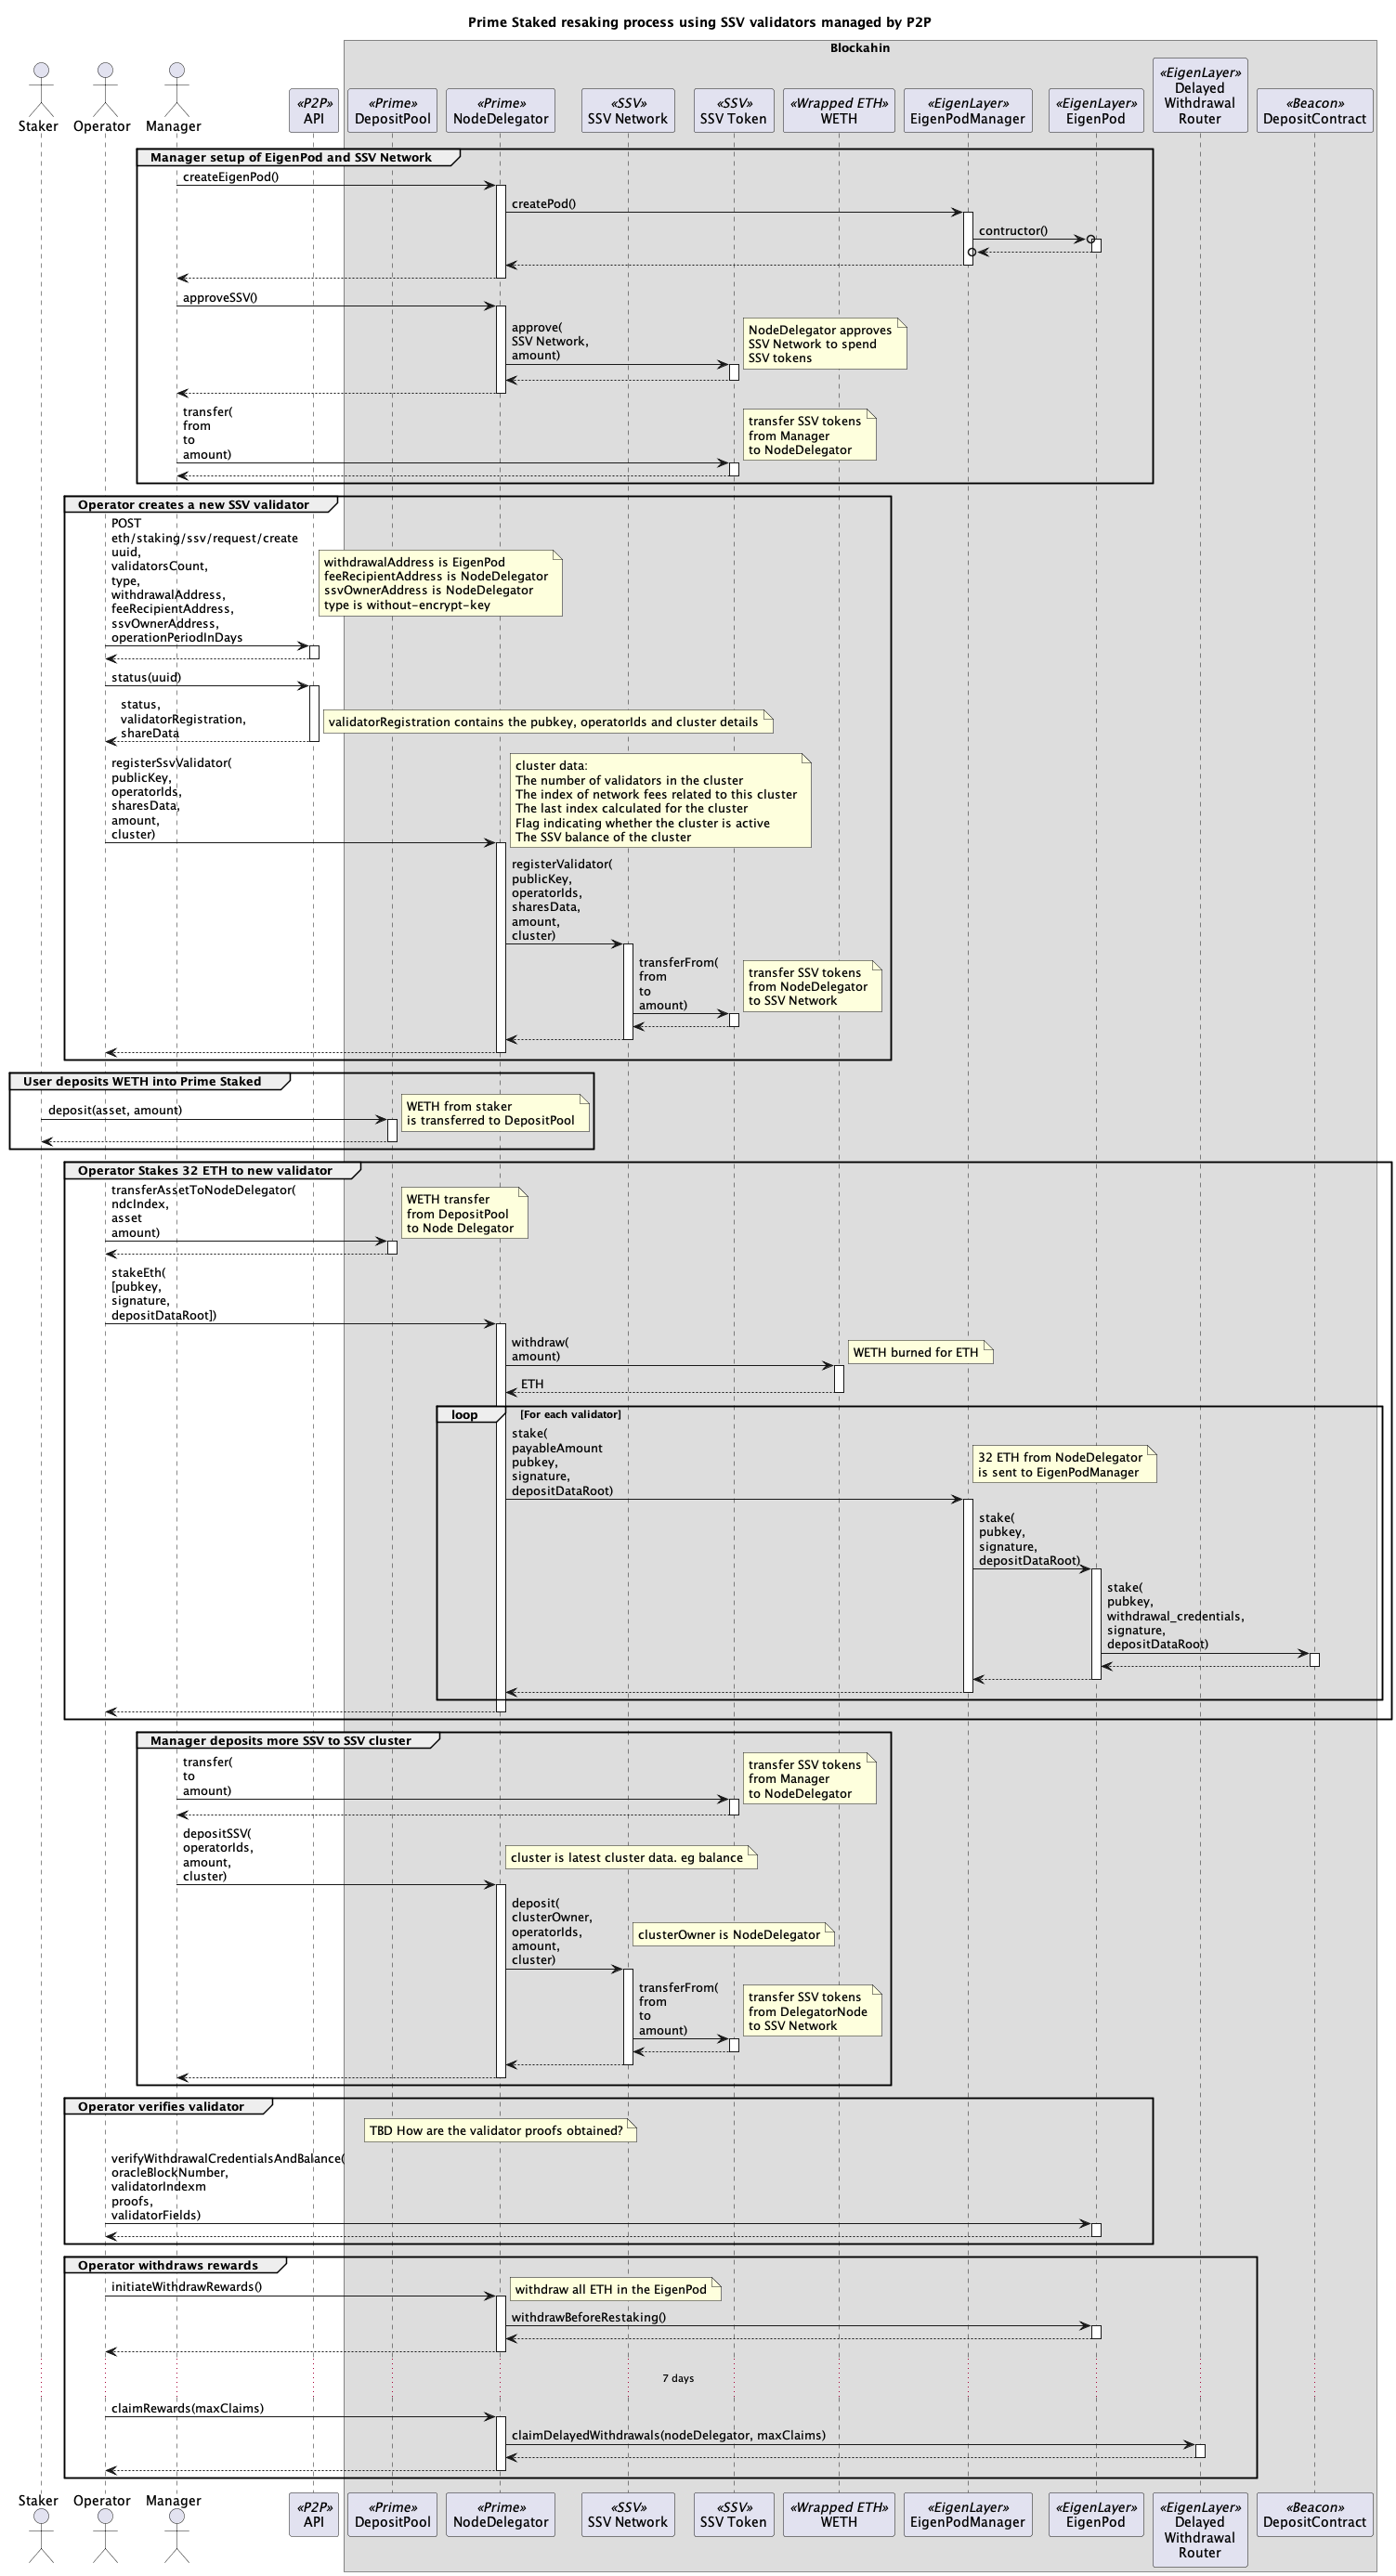 Prime Staked resaking process using SSV validators managed by P2P
Blockahin
Staker
Operator
Manager
«P2P»
API
«Prime»
DepositPool
«Prime»
NodeDelegator
«SSV»
SSV Network
«SSV»
SSV Token
«Wrapped ETH»
WETH
«EigenLayer»
EigenPodManager
«EigenLayer»
EigenPod
«EigenLayer»
Delayed
Withdrawal
Router
«Beacon»
DepositContract
Manager setup of EigenPod and SSV Network
createEigenPod()
createPod()
contructor()
approveSSV()
approve(
SSV Network,
amount)
NodeDelegator approves
SSV Network to spend
SSV tokens
transfer(
from
to
amount)
transfer SSV tokens
from Manager
to NodeDelegator
Operator creates a new SSV validator
POST
eth/staking/ssv/request/create
uuid,
validatorsCount,
type,
withdrawalAddress,
feeRecipientAddress,
ssvOwnerAddress,
operationPeriodInDays
withdrawalAddress is EigenPod
feeRecipientAddress is NodeDelegator
ssvOwnerAddress is NodeDelegator
type is without-encrypt-key
status(uuid)
status,
validatorRegistration,
shareData
validatorRegistration contains the pubkey, operatorIds and cluster details
registerSsvValidator(
publicKey,
operatorIds,
sharesData,
amount,
cluster)
cluster data:
The number of validators in the cluster
The index of network fees related to this cluster
The last index calculated for the cluster
Flag indicating whether the cluster is active
The SSV balance of the cluster
registerValidator(
publicKey,
operatorIds,
sharesData,
amount,
cluster)
transferFrom(
from
to
amount)
transfer SSV tokens
from NodeDelegator
to SSV Network
User deposits WETH into Prime Staked
deposit(asset, amount)
WETH from staker
is transferred to DepositPool
Operator Stakes 32 ETH to new validator
transferAssetToNodeDelegator(
ndcIndex,
asset
amount)
WETH transfer
from DepositPool
to Node Delegator
stakeEth(
[pubkey,
signature,
depositDataRoot])
withdraw(
amount)
WETH burned for ETH
ETH
loop
[For each validator]
stake(
payableAmount
pubkey,
signature,
depositDataRoot)
32 ETH from NodeDelegator
is sent to EigenPodManager
stake(
pubkey,
signature,
depositDataRoot)
stake(
pubkey,
withdrawal_credentials,
signature,
depositDataRoot)
Manager deposits more SSV to SSV cluster
transfer(
to
amount)
transfer SSV tokens
from Manager
to NodeDelegator
depositSSV(
operatorIds,
amount,
cluster)
cluster is latest cluster data. eg balance
deposit(
clusterOwner,
operatorIds,
amount,
cluster)
clusterOwner is NodeDelegator
transferFrom(
from
to
amount)
transfer SSV tokens
from DelegatorNode
to SSV Network
Operator verifies validator
TBD How are the validator proofs obtained?
verifyWithdrawalCredentialsAndBalance(
oracleBlockNumber,
validatorIndexm
proofs,
validatorFields)
Operator withdraws rewards
initiateWithdrawRewards()
withdraw all ETH in the EigenPod
withdrawBeforeRestaking()
7 days
claimRewards(maxClaims)
claimDelayedWithdrawals(nodeDelegator, maxClaims)
Staker
Operator
Manager
«P2P»
API
«Prime»
DepositPool
«Prime»
NodeDelegator
«SSV»
SSV Network
«SSV»
SSV Token
«Wrapped ETH»
WETH
«EigenLayer»
EigenPodManager
«EigenLayer»
EigenPod
«EigenLayer»
Delayed
Withdrawal
Router
«Beacon»
DepositContract